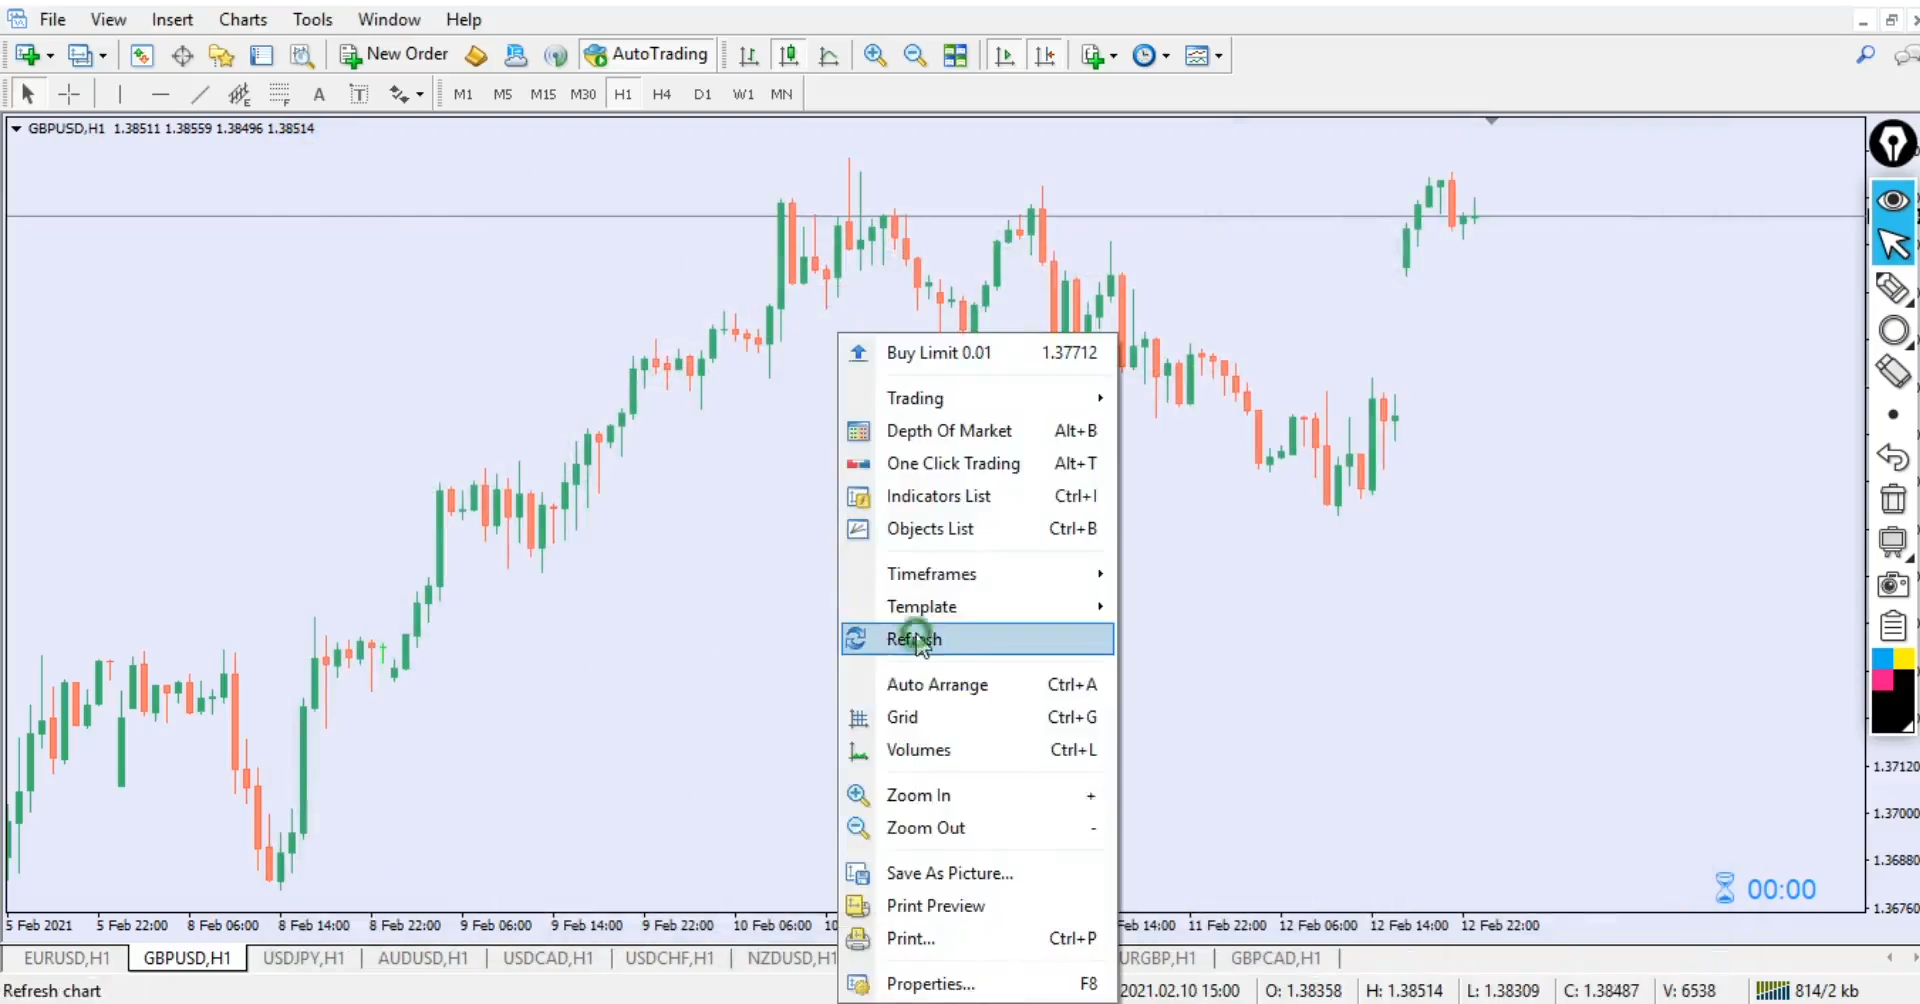 File View Insert Charts Tools Window Help
New Order AutoTrading
E F A T M1 M5 M15 M30 H1 H4 D1 W1 MN
GBPUSD,H1 1.38511 1.38559 1.38496 1.38514
Buy Limit 0.01 1.37712
Trading
Depth Of Market Alt+B
One Click Trading Alt+T
Indicators List Ctrl+I
Objects List Ctrl+B
Timeframes
Template
Refresh
Auto Arrange Ctrl+A
Grid Ctrl+G
Volumes Ctrl+L
Zoom In +
Zoom Out -
Save As Picture...
Print Preview
Print... Ctrl+P
Properties... F8
1.37120
1.37000
1.36880
1.36760
00:00
5 Feb 2021 5 Feb 22:00 8 Feb 06:00 8 Feb 14:00 8 Feb 22:00 9 Feb 06:00 9 Feb 14:00 9 Feb 22:00 10 Feb 06:00 10 Feb 14:00 11 Feb 22:00 12 Feb 06:00 12 Feb 14:00 12 Feb 22:00
EURUSD,H1 GBPUSD,H1 USDJPY,H1 AUDUSD,H1 USDCAD,H1 USDCHF,H1 NZDUSD,H1 URGBP,H1 GBPCAD,H1
Refresh chart 2021.02.10 15:00 O: 1.38358 H: 1.38514 L: 1.38309 C: 1.38487 V: 6538 814/2 kb